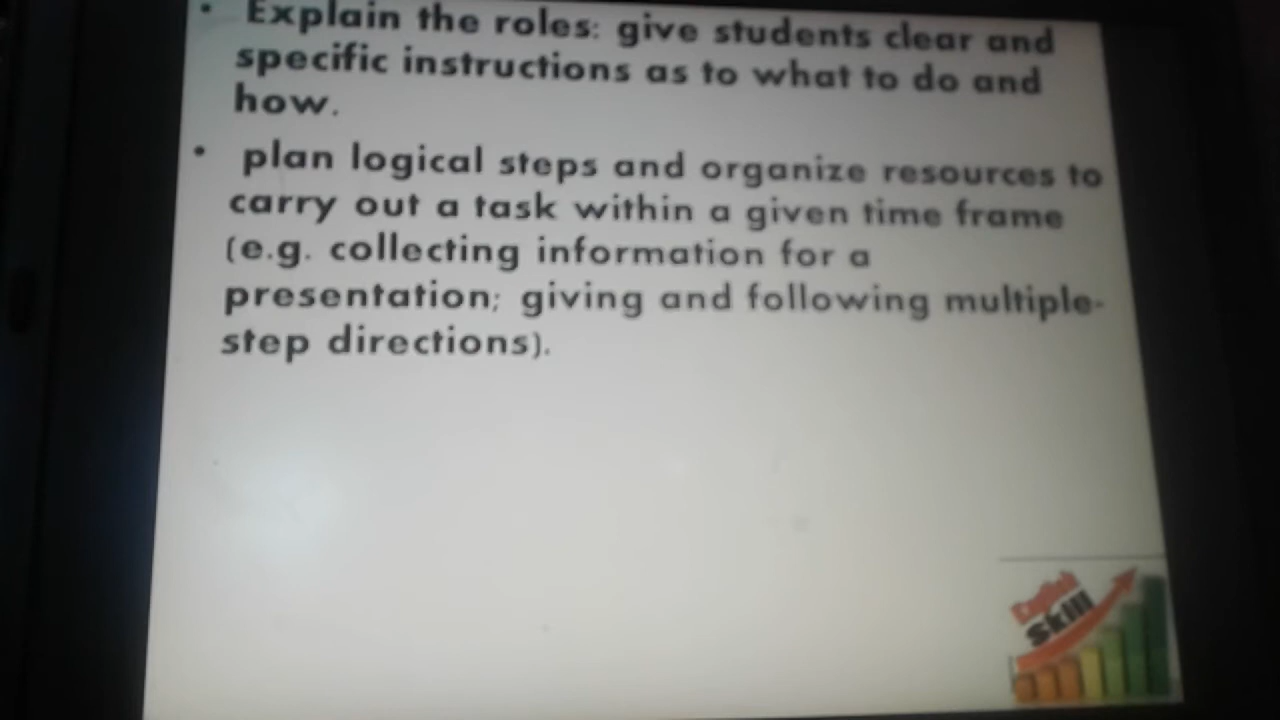 • Explain the roles: give students clear and
specific instructions as to what to do and
how.
• plan logical steps and organize resources to
carry out a task within a given time frame
(e.g. collecting information for a
presentation; giving and following multiple-
step directions).
English
skill